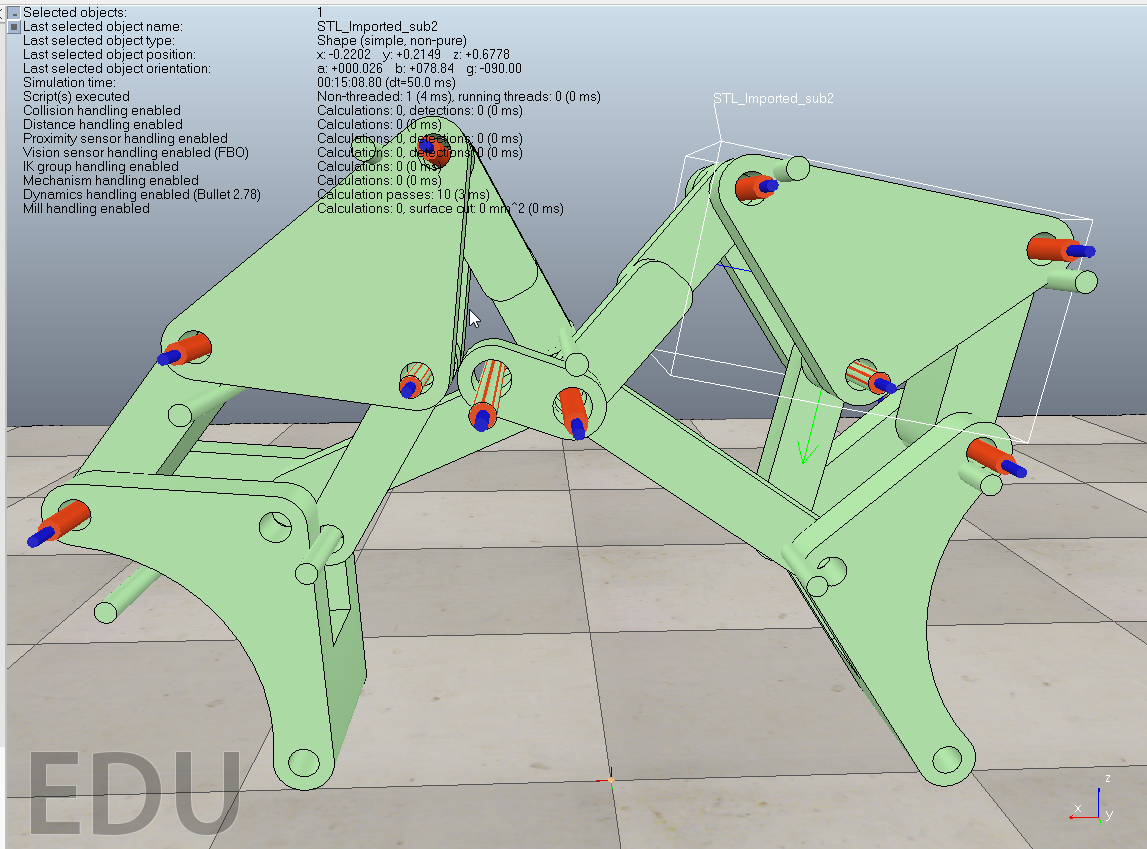 Selected objects: 1
Last selected object name: STL_Imported_sub2
Last selected object type: Shape (simple, non-pure)
Last selected object position: x: -0.2202 y: +0.2149 z: +0.6778
Last selected object orientation: a: +000.026 b: +078.84 g: -090.00
Simulation time: 00:15:08.80 (dt=50.0 ms)
Script(s) executed Non-threaded: 1 (4 ms), running threads: 0 (0 ms)
Collision handling enabled Calculations: 0, detections: 0 (0 ms)
Distance handling enabled Calculations: 0 (0 ms)
Proximity sensor handling enabled Calculations: 0, detections: 0 (0 ms)
Vision sensor handling enabled (FBO) Calculations: 0, detections: 0 (0 ms)
IK group handling enabled Calculations: 0 (0 ms)
Mechanism handling enabled Calculations: 0 (0 ms)
Dynamics handling enabled (Bullet 2.78) Calculation passes: 10 (3 ms)
Mill handling enabled Calculations: 0, surface cut: 0 mm^2 (0 ms)
STL_Imported_sub2
EDU
z
x
y